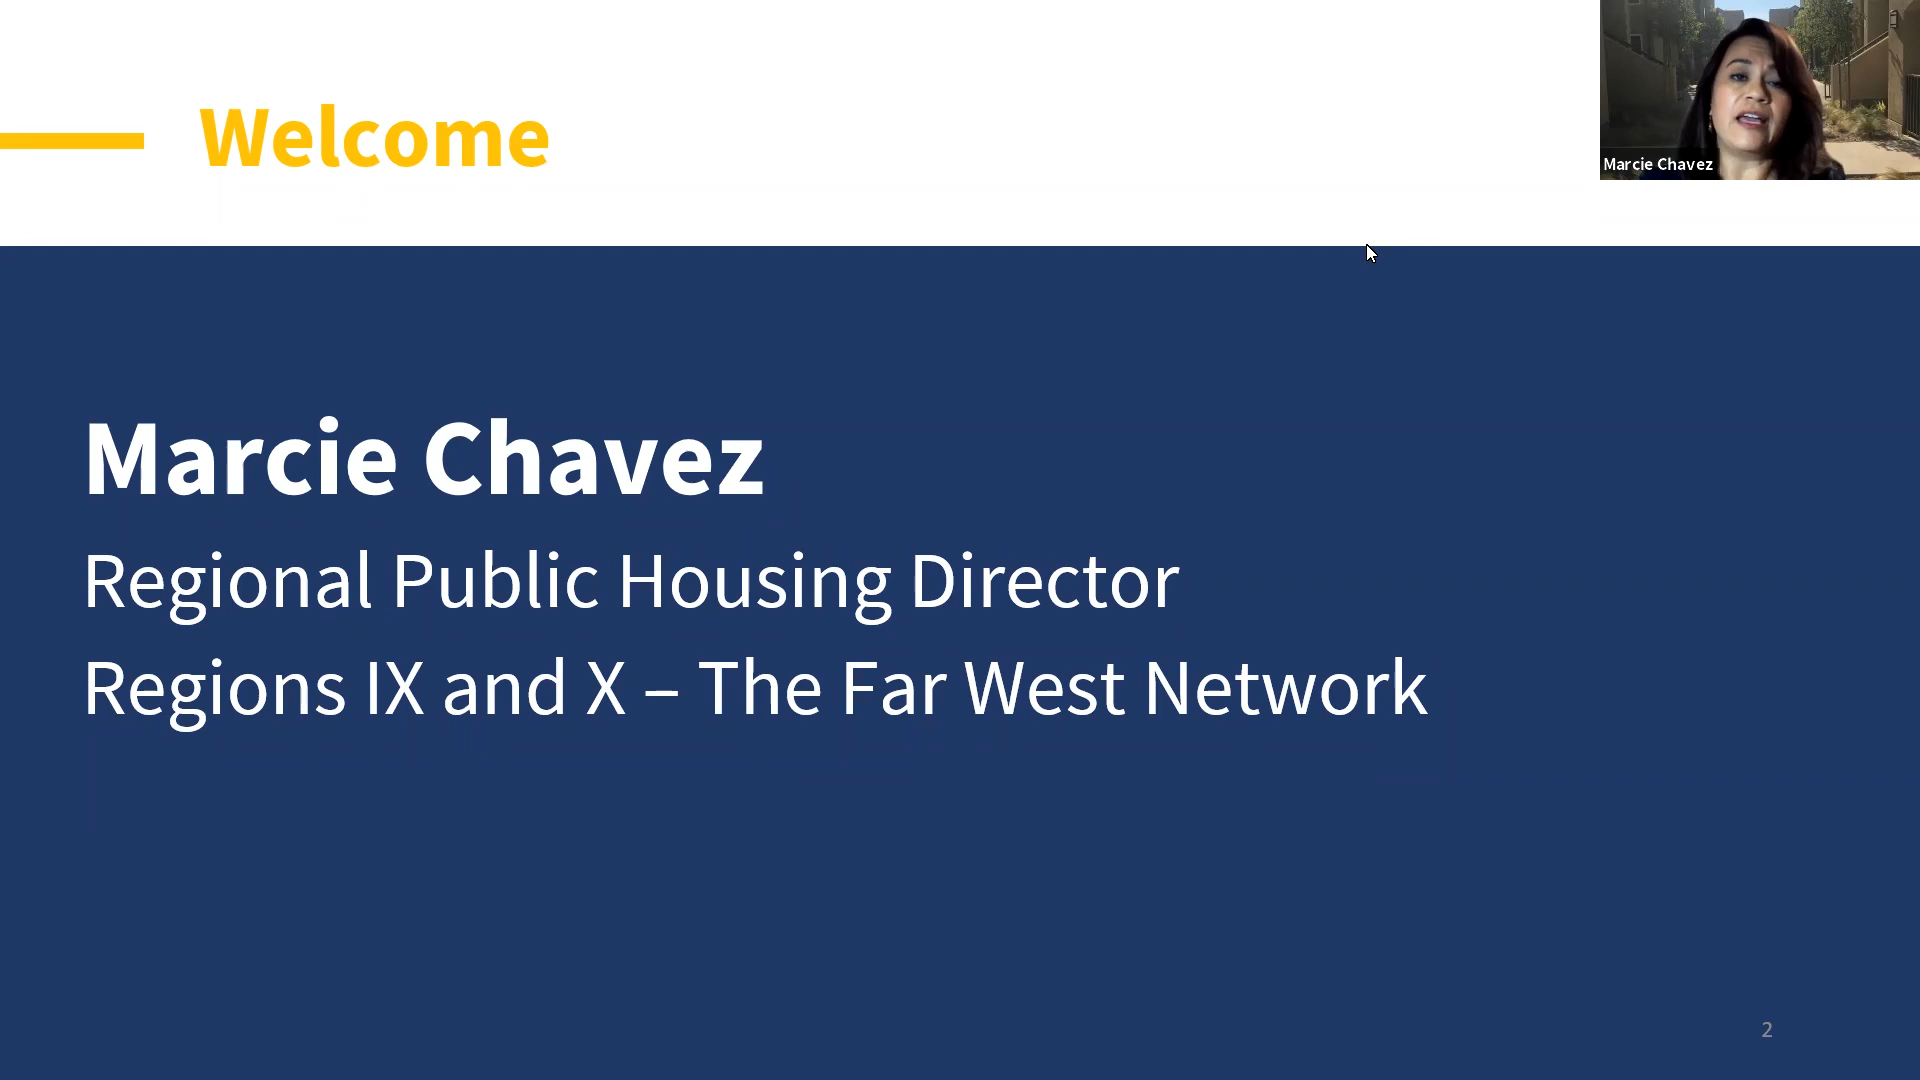 Welcome
Marcie Chavez
Marcie Chavez
Regional Public Housing Director
Regions IX and X – The Far West Network
2